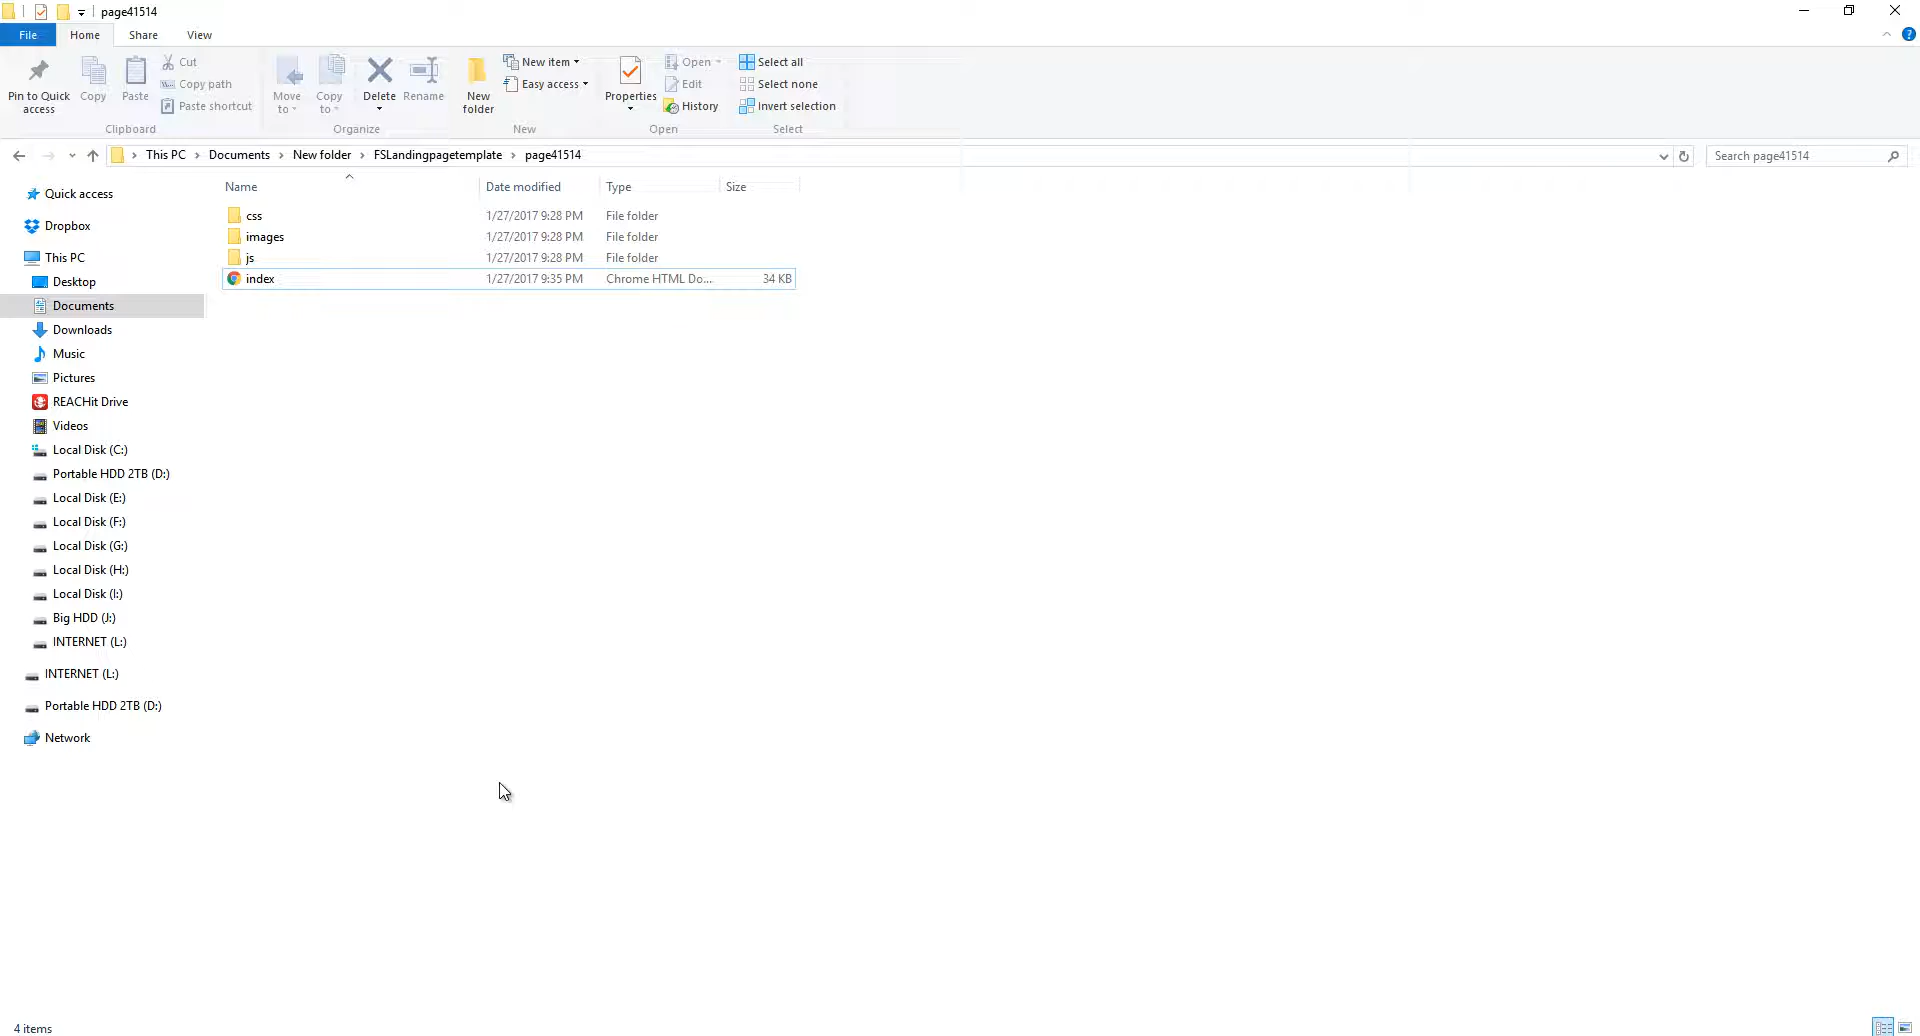 page41514
File Home Share View
Pin to Quick access
Copy
Paste
Cut
Copy path
Paste shortcut
Clipboard
Move to
Copy to
Delete
Rename
Organize
New folder
New item
Easy access
New
Properties
Open
Edit
History
Open
Select all
Select none
Invert selection
Select
This PC > Documents > New folder > FSLandingpagetemplate > page41514
Search page41514
Name Date modified Type Size
css 1/27/2017 9:28 PM File folder
images 1/27/2017 9:28 PM File folder
js 1/27/2017 9:28 PM File folder
index 1/27/2017 9:35 PM Chrome HTML Do... 34 KB
Quick access
Dropbox
This PC
Desktop
Documents
Downloads
Music
Pictures
REACHit Drive
Videos
Local Disk (C:)
Portable HDD 2TB (D:)
Local Disk (E:)
Local Disk (F:)
Local Disk (G:)
Local Disk (H:)
Local Disk (I:)
Big HDD (J:)
INTERNET (L:)
INTERNET (L:)
Portable HDD 2TB (D:)
Network
4 items